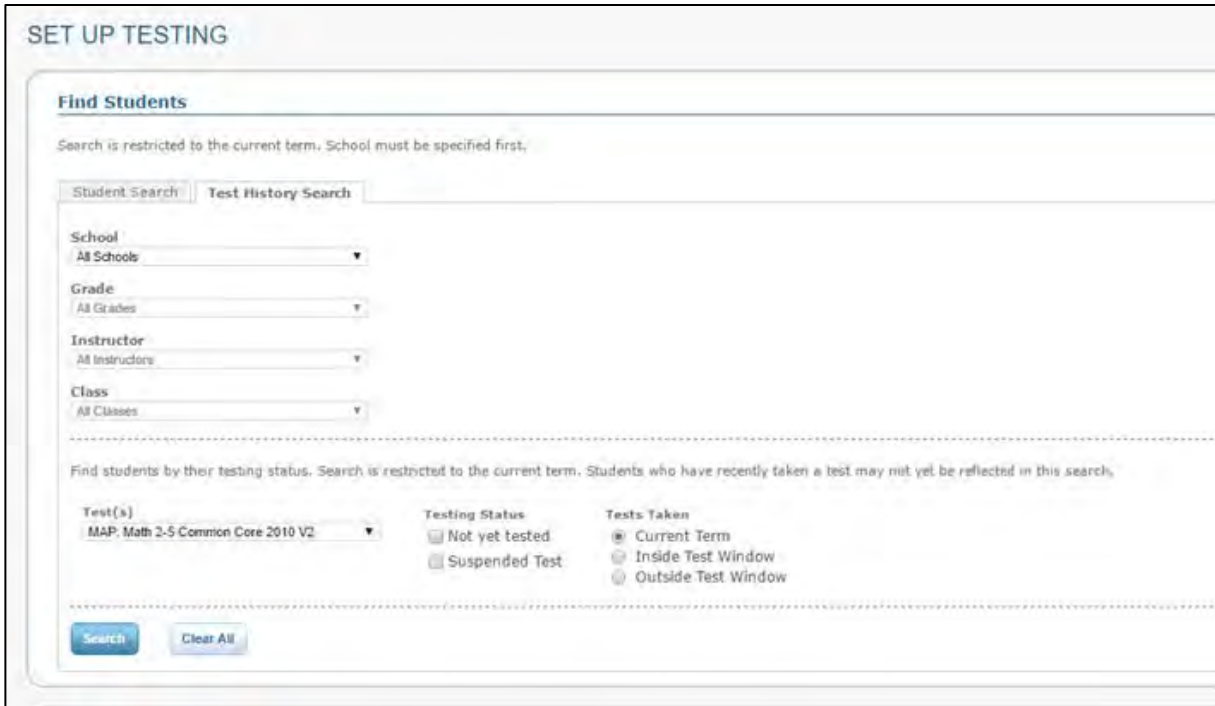 SET UP TESTING
Find Students
Search is restricted to the current term. School must be specified first.
Student Search
Test History Search
School
All Schools
Grade
All Grades
Instructor
All Instructors
Class
All Classes
Find students by their testing status. Search is restricted to the current term. Students who have recently taken a test may not yet be reflected in this search.
Test(s)
MAP: Math 2-5 Common Core 2010 V2
Testing Status
Not yet tested
Suspended Test
Tests Taken
Current Term
Inside Test Window
Outside Test Window
Search
Clear All